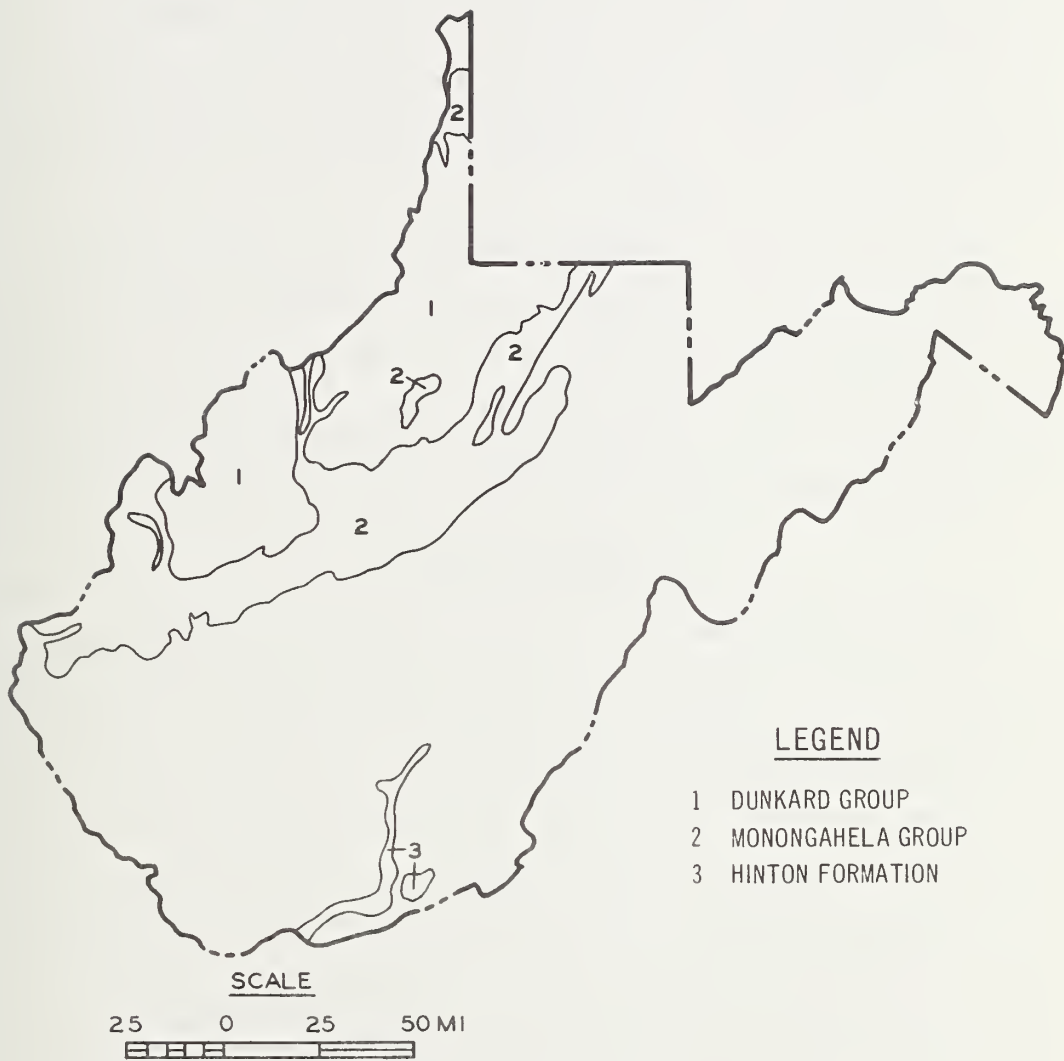 2
1
2
2
1
2
3
LEGEND
1 DUNKARD GROUP
2 MONONGAHELA GROUP
3 HINTON FORMATION
SCALE
25 0 25 50 MI